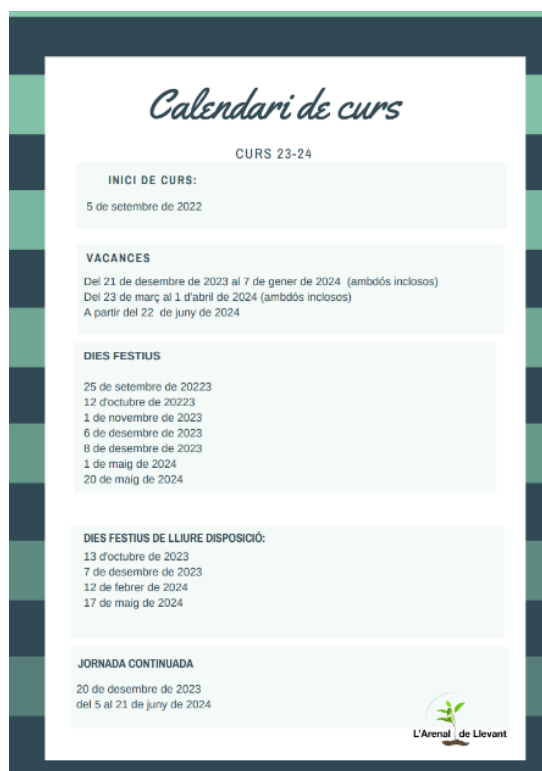 Calendari de curs
CURS 23-24
INICI DE CURS:
5 de setembre de 2022
VACANCES
Del 21 de desembre de 2023 al 7 de gener de 2024 (ambdós inclosos)
Del 23 de març al 1 d'abril de 2024 (ambdós inclosos)
A partir del 22 de juny de 2024
DIES FESTIUS
25 de setembre de 20223
12 d'octubre de 20223
1 de novembre de 2023
6 de desembre de 2023
8 de desembre de 2023
1 de maig de 2024
20 de maig de 2024
DIES FESTIUS DE LLIURE DISPOSICIÓ:
13 d'octubre de 2023
7 de desembre de 2023
12 de febrer de 2024
17 de maig de 2024
JORNADA CONTINUADA
20 de desembre de 2023
del 5 al 21 de juny de 2024
L'Arenal de Llevant